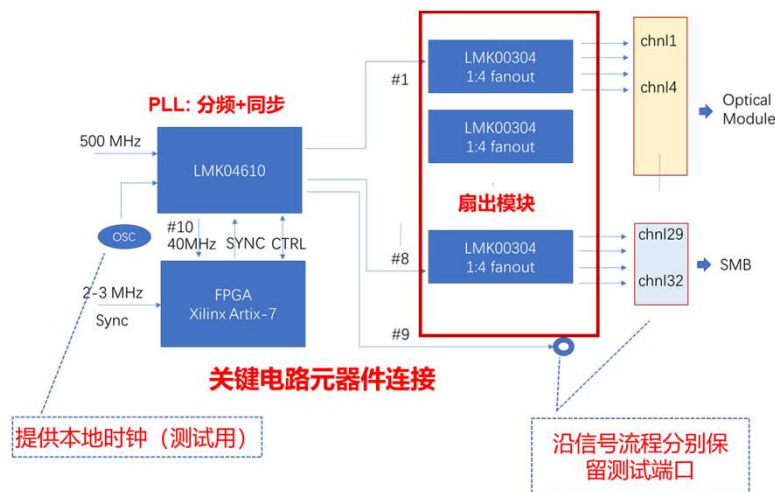 LMK00304
1:4 fanout
chnl1
chnl4
#1
PLL: 分频+同步
Optical
Module
500 MHz
LMK04610
LMK00304
1:4 fanout
扇出模块
OSC
#10
40MHz
SYNC
CTRL
#8
LMK00304
1:4 fanout
chnl29
chnl32
SMB
2-3 MHz
Sync
FPGA
Xilinx Artix-7
#9
关键电路元器件连接
提供本地时钟（测试用）
沿信号流程分别保
留测试端口